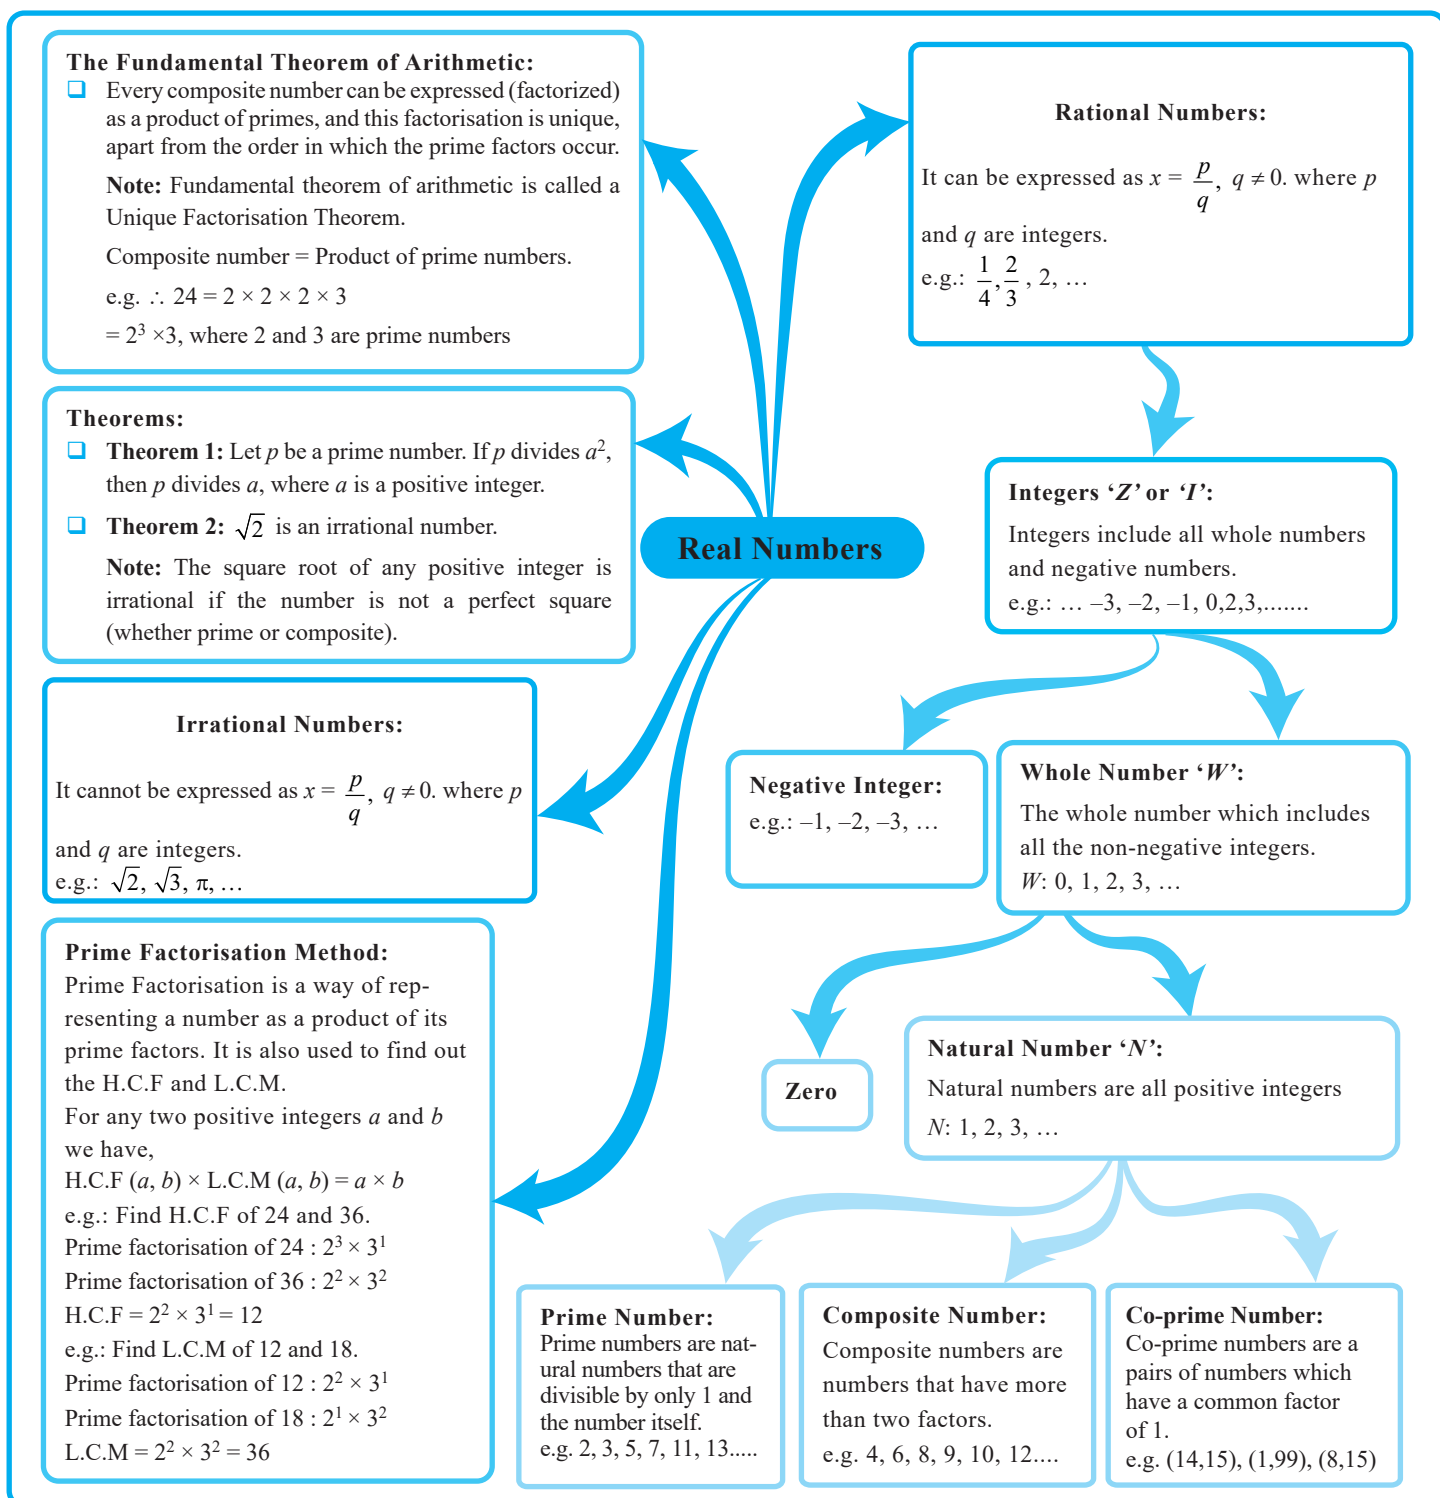 The Fundamental Theorem of Arithmetic:
❑ Every composite number can be expressed (factorized)
as a product of primes, and this factorisation is unique,
apart from the order in which the prime factors occur.
Note: Fundamental theorem of arithmetic is called a
Unique Factorisation Theorem.
Composite number = Product of prime numbers.
e.g. ∴ 24 = 2 × 2 × 2 × 3
= 2³ ×3, where 2 and 3 are prime numbers
Theorems:
❑ Theorem 1: Let p be a prime number. If p divides a²,
then p divides a, where a is a positive integer.
❑ Theorem 2: √2 is an irrational number.
Note: The square root of any positive integer is
irrational if the number is not a perfect square
(whether prime or composite).
Irrational Numbers:
It cannot be expressed as x = p/q, q ≠ 0. where p
and q are integers.
e.g.: √2, √3, π, …
Prime Factorisation Method:
Prime Factorisation is a way of rep-
resenting a number as a product of its
prime factors. It is also used to find out
the H.C.F and L.C.M.
For any two positive integers a and b
we have,
H.C.F (a, b) × L.C.M (a, b) = a × b
e.g.: Find H.C.F of 24 and 36.
Prime factorisation of 24 : 2³ × 3¹
Prime factorisation of 36 : 2² × 3²
H.C.F = 2² × 3¹ = 12
e.g.: Find L.C.M of 12 and 18.
Prime factorisation of 12 : 2² × 3¹
Prime factorisation of 18 : 2¹ × 3²
L.C.M = 2² × 3² = 36
Real Numbers
Rational Numbers:
It can be expressed as x = p/q, q ≠ 0. where p
and q are integers.
e.g.: 1/4, 2/3, 2, …
Integers ‘Z’ or ‘I’:
Integers include all whole numbers
and negative numbers.
e.g.: … –3, –2, –1, 0,2,3,.......
Negative Integer:
e.g.: –1, –2, –3, …
Whole Number ‘W’:
The whole number which includes
all the non-negative integers.
W: 0, 1, 2, 3, …
Zero
Natural Number ‘N’:
Natural numbers are all positive integers
N: 1, 2, 3, …
Prime Number:
Prime numbers are nat-
ural numbers that are
divisible by only 1 and
the number itself.
e.g. 2, 3, 5, 7, 11, 13.....
Composite Number:
Composite numbers are
numbers that have more
than two factors.
e.g. 4, 6, 8, 9, 10, 12....
Co-prime Number:
Co-prime numbers are a
pairs of numbers which
have a common factor
of 1.
e.g. (14,15), (1,99), (8,15)